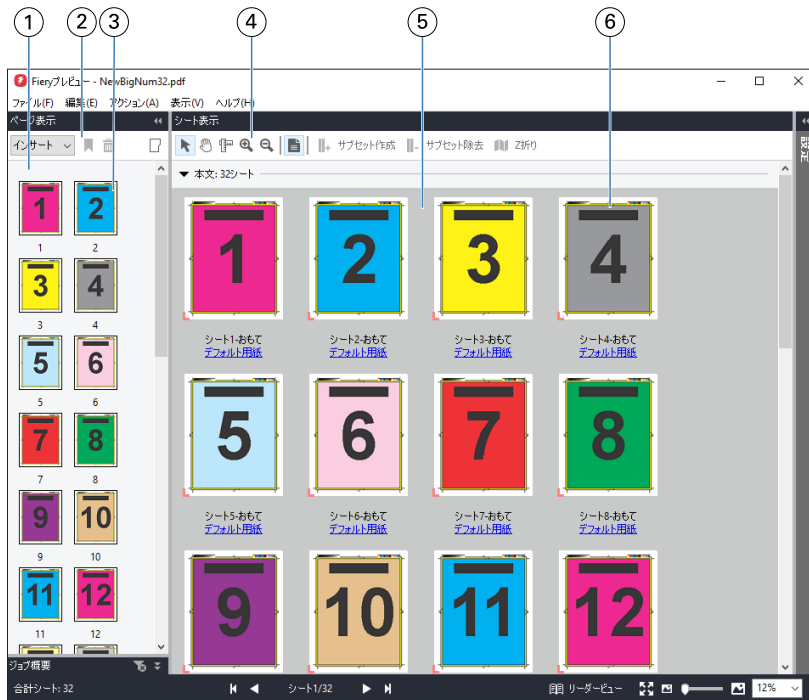 1 2 3 4 5 6
Fieryプレビュー - NewBigNum32.pdf
ファイル(F) 編集(E) アクション(A) 表示(V) ヘルプ(H)
ページ表示 シート表示
インサート サブセット作成 サブセット除去 Z折り 設定
本文: 32シート
1 2
1 2
3 4
3 4
5 6
5 6
7 8
7 8
9 10
9 10
11 12
11 12
1 2 3 4
シート1-おもて シート2-おもて シート3-おもて シート4-おもて
デフォルト用紙 デフォルト用紙 デフォルト用紙 デフォルト用紙
5 6 7 8
シート5-おもて シート6-おもて シート7-おもて シート8-おもて
デフォルト用紙 デフォルト用紙 デフォルト用紙 デフォルト用紙
9 10 11 12
ジョブ概要
合計シート: 32 シート1/32 リーダービュー 12%